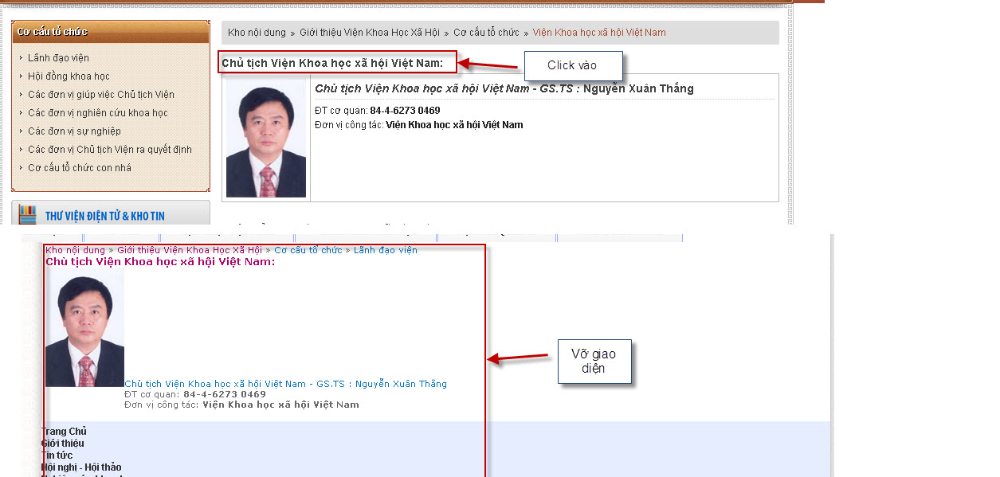 Cơ cấu tổ chức
Lãnh đạo viện
Hội đồng khoa học
Các đơn vị giúp việc Chủ tịch Viện
Các đơn vị nghiên cứu khoa học
Các đơn vị sự nghiệp
Các đơn vị Chủ tịch Viện ra quyết định
Cơ cấu tổ chức con nhá
THƯ VIỆN ĐIỆN TỬ & KHO TIN
Kho nội dung » Giới thiệu Viện Khoa Học Xã Hội » Cơ cấu tổ chức » Viện Khoa học xã hội Việt Nam
Chủ tịch Viện Khoa học xã hội Việt Nam:
Click vào
Chủ tịch Viện Khoa học xã hội Việt Nam - GS.TS : Nguyễn Xuân Thắng
ĐT cơ quan: 84-4-6273 0469
Đơn vị công tác: Viện Khoa học xã hội Việt Nam
Kho nội dung » Giới thiệu Viện Khoa Học Xã Hội » Cơ cấu tổ chức » Lãnh đạo viện
Chủ tịch Viện Khoa học xã hội Việt Nam:
Chủ tịch Viện Khoa học xã hội Việt Nam - GS.TS : Nguyễn Xuân Thắng
ĐT cơ quan: 84-4-6273 0469
Đơn vị công tác: Viện Khoa học xã hội Việt Nam
Vỡ giao
diện
Trang Chủ
Giới thiệu
Tin tức
Hội nghị - Hội thảo